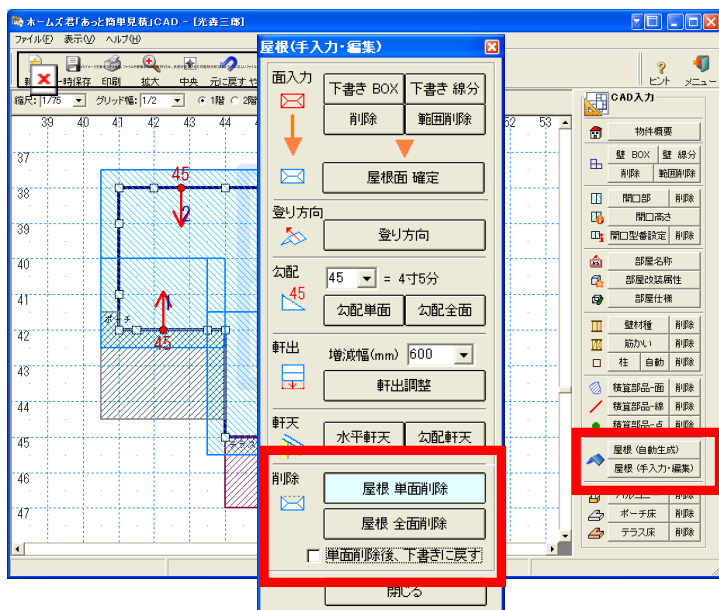 ホームズ君「あっと簡単見積」CAD - [光森三郎]
ファイル(F) 表示(V) ヘルプ(H)
一時保存 印刷 拡大 中央 元に戻す
ヒント メニュー
縮尺: 1/75 グリッド幅: 1/2 1階 2階
39 40 41 42 43 44 52 53
37
38
39
40
41
42
43
44
45
46
47
45
2
1
45
ポーチ
テラス
屋根(手入力・編集)
面入力
下書き BOX 下書き 線分
削除 範囲削除
屋根面 確定
登り方向
登り方向
勾配
45 = 4寸5分
45
勾配単面 勾配全面
軒出
増減幅(mm) 600
軒出調整
軒天
水平軒天 勾配軒天
削除
屋根 単面削除
屋根 全面削除
単面削除後、下書きに戻す
閉じる
CAD入力
物件概要
壁 BOX 壁 線分
削除 範囲削除
開口部 削除
開口高さ
開口型番設定 削除
部屋名称
部屋改装属性
部屋仕様
壁材種 削除
筋かい 削除
柱 自動 削除
積算部品-面 削除
積算部品-線 削除
積算部品-点 削除
屋根 (自動生成)
屋根 (手入力・編集)
バルコニー 削除
ポーチ床 削除
テラス床 削除